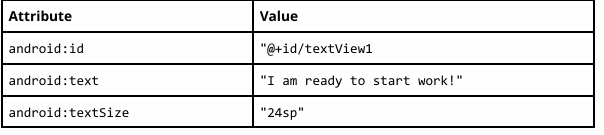 Attribute Value
android:id "@+id/textView1
android:text "I am ready to start work!"
android:textSize "24sp"